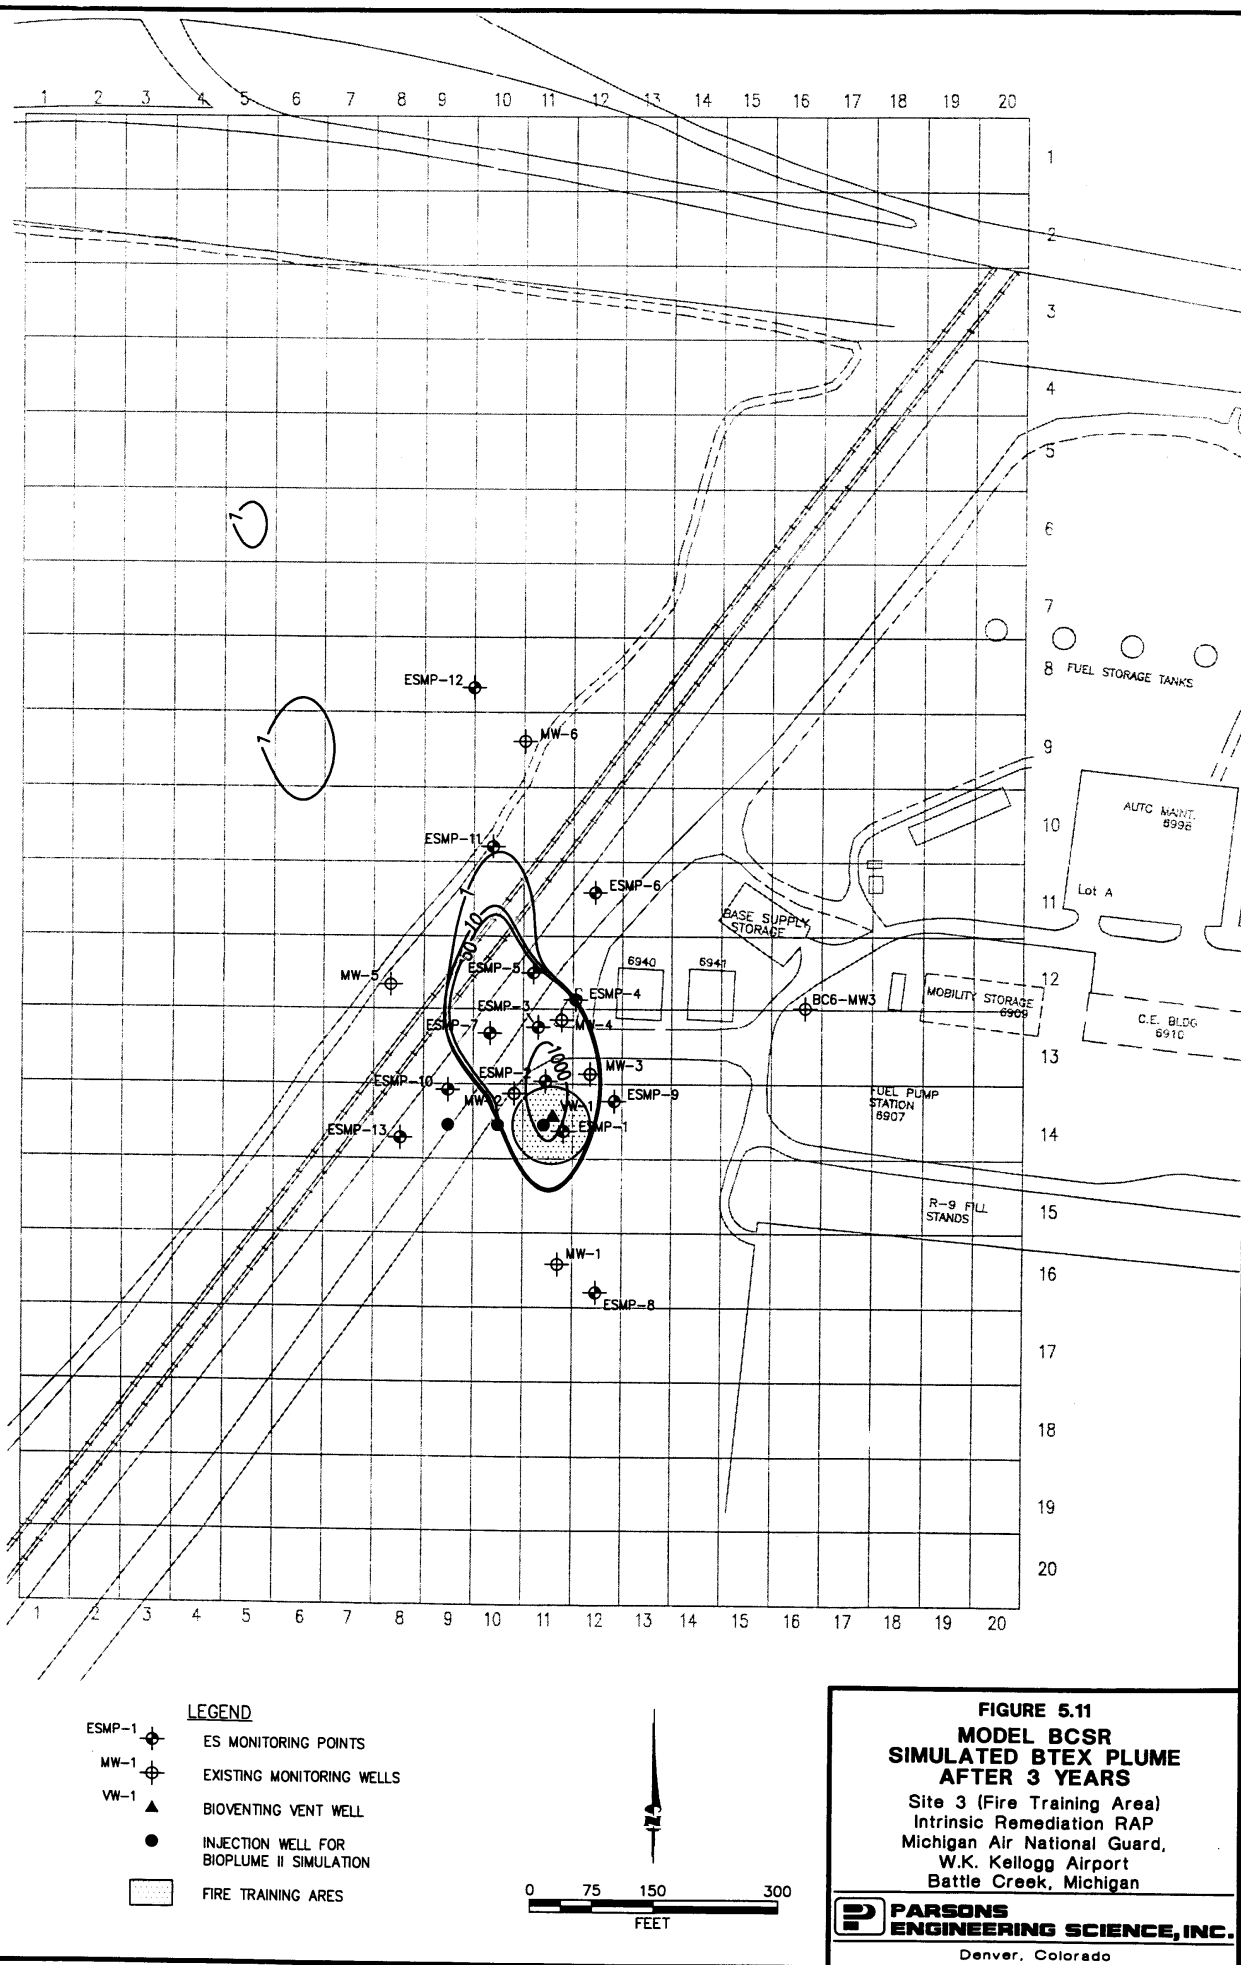 1 2 3 4 5 6 7 8 9 10 11 12 13 14 15 16 17 18 19 20
1
2
3
4
5
6
7
8
9
10
11
12
13
14
15
16
17
18
19
20
1
1
ESMP-12
MW-6
FUEL STORAGE TANKS
AUTO MAINT.
6996
Lot A
ESMP-11
ESMP-6
1
10
50
BASE SUPPLY
STORAGE
MW-5
ESMP-5
6940
6941
ESMP-4
ESMP-3
BC6-MW3
MOBILITY STORAGE
6909
C.E. BLDG
6910
ESMP-7
MW-4
1000
ESMP-2
MW-3
ESMP-10
MW-2
VW-1
ESMP-9
FUEL PUMP
STATION
6907
ESMP-13
ESMP-1
R-9 FILL
STANDS
MW-1
ESMP-8
1 2 3 4 5 6 7 8 9 10 11 12 13 14 15 16 17 18 19 20
LEGEND
ESMP-1
ES MONITORING POINTS
MW-1
EXISTING MONITORING WELLS
VW-1
BIOVENTING VENT WELL
INJECTION WELL FOR
BIOPLUME II SIMULATION
FIRE TRAINING ARES
N
0 75 150 300
FEET
FIGURE 5.11
MODEL BCSR
SIMULATED BTEX PLUME
AFTER 3 YEARS
Site 3 (Fire Training Area)
Intrinsic Remediation RAP
Michigan Air National Guard,
W.K. Kellogg Airport
Battle Creek, Michigan
PARSONS
ENGINEERING SCIENCE, INC.
Denver, Colorado